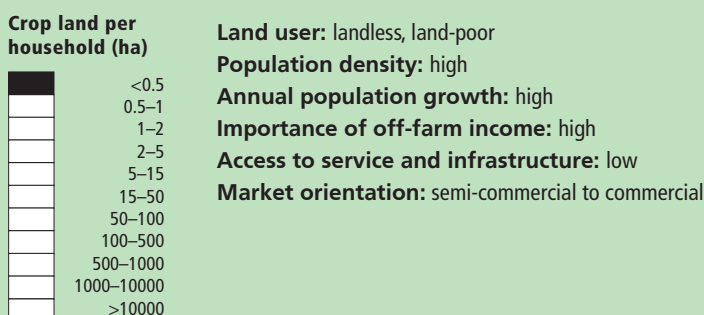 Crop land per
household (ha)
<0.5
0.5–1
1–2
2–5
5–15
15–50
50–100
100–500
500–1000
1000–10000
>10000
Land user: landless, land-poor
Population density: high
Annual population growth: high
Importance of off-farm income: high
Access to service and infrastructure: low
Market orientation: semi-commercial to commercial